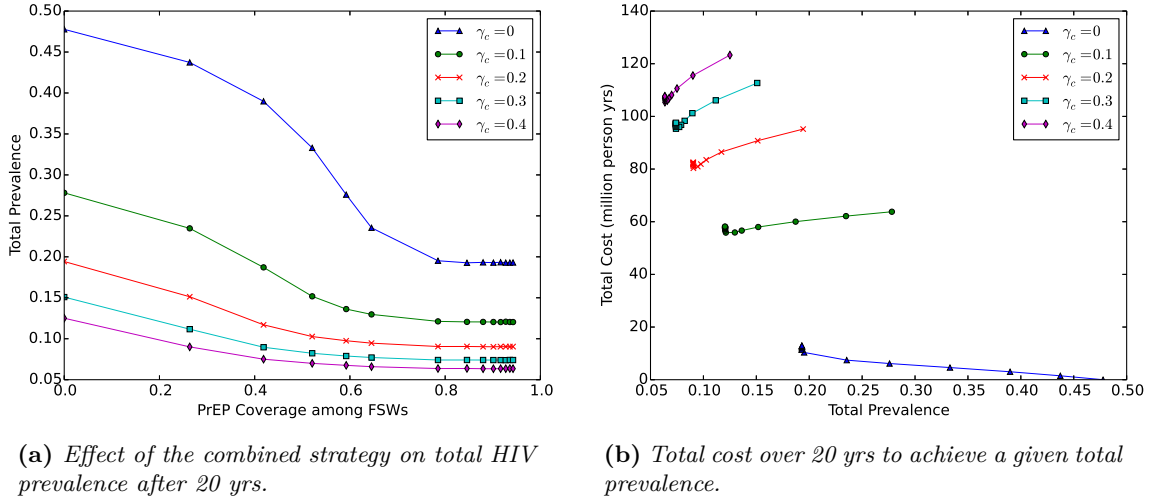 (a)
0.50
0.45
0.40
0.35
0.30
0.25
0.20
0.15
0.10
0.05
Total Prevalence
0.0
0.2
0.4
0.6
0.8
1.0
PrEP Coverage among FSWs
γc =0
γc =0.1
γc =0.2
γc =0.3
γc =0.4
(a) Effect of the combined strategy on total HIV
prevalence after 20 yrs.
140
120
100
80
60
40
20
0
Total Cost (million person yrs)
0.05
0.10
0.15
0.20
0.25
0.30
0.35
0.40
0.45
0.50
Total Prevalence
γc =0
γc =0.1
γc =0.2
γc =0.3
γc =0.4
(b) Total cost over 20 yrs to achieve a given total
prevalence.